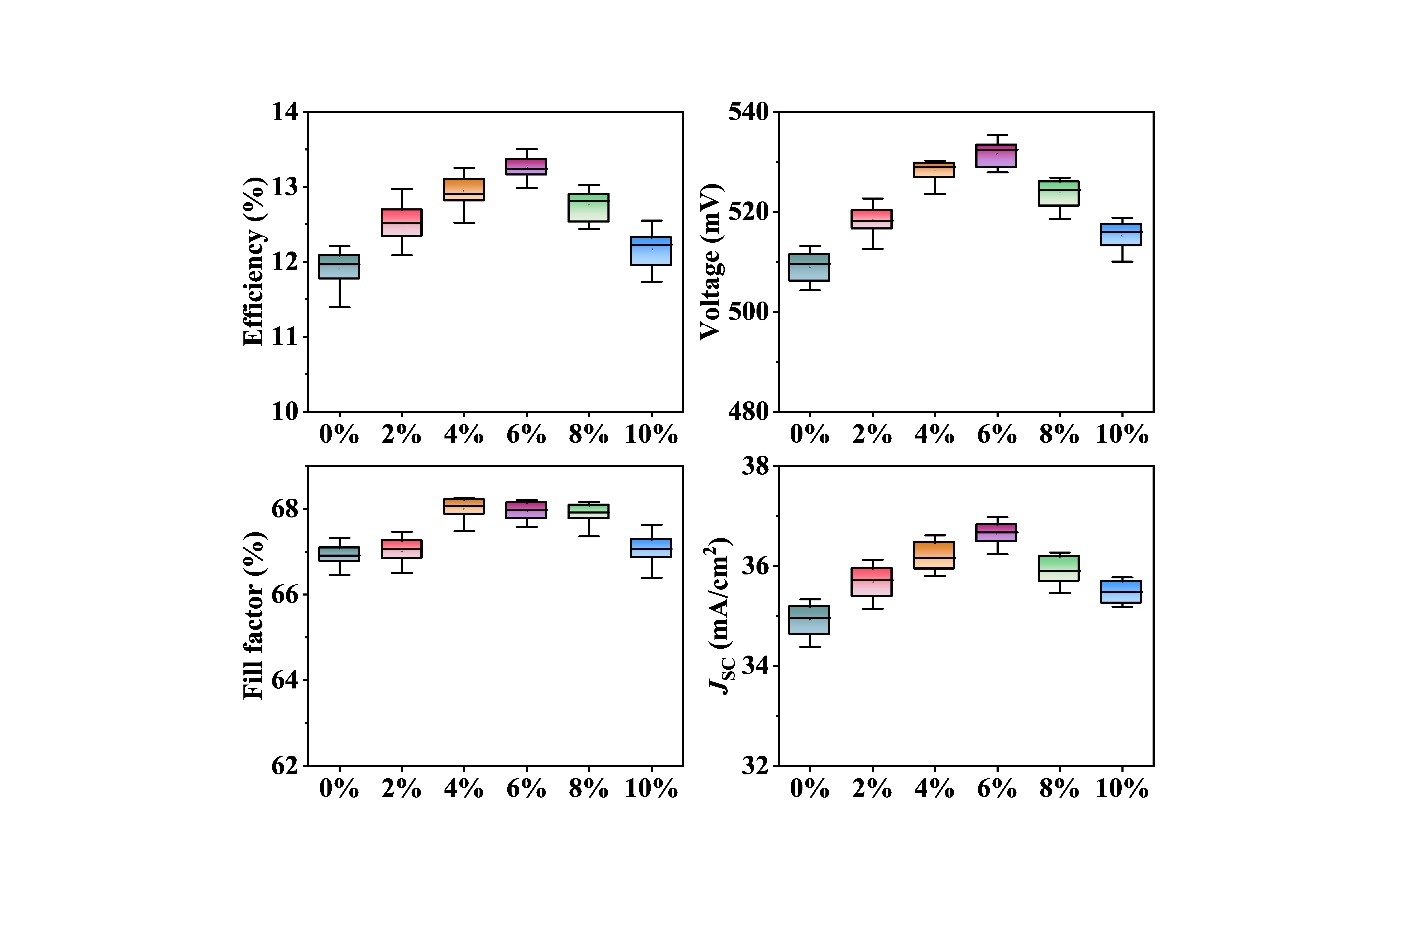 14
13
12
11
10
Efficiency (%)
0% 2% 4% 6% 8% 10%
540
520
500
480
Voltage (mV)
0% 2% 4% 6% 8% 10%
68
66
64
62
Fill factor (%)
0% 2% 4% 6% 8% 10%
38
36
34
32
JSC (mA/cm²)
0% 2% 4% 6% 8% 10%